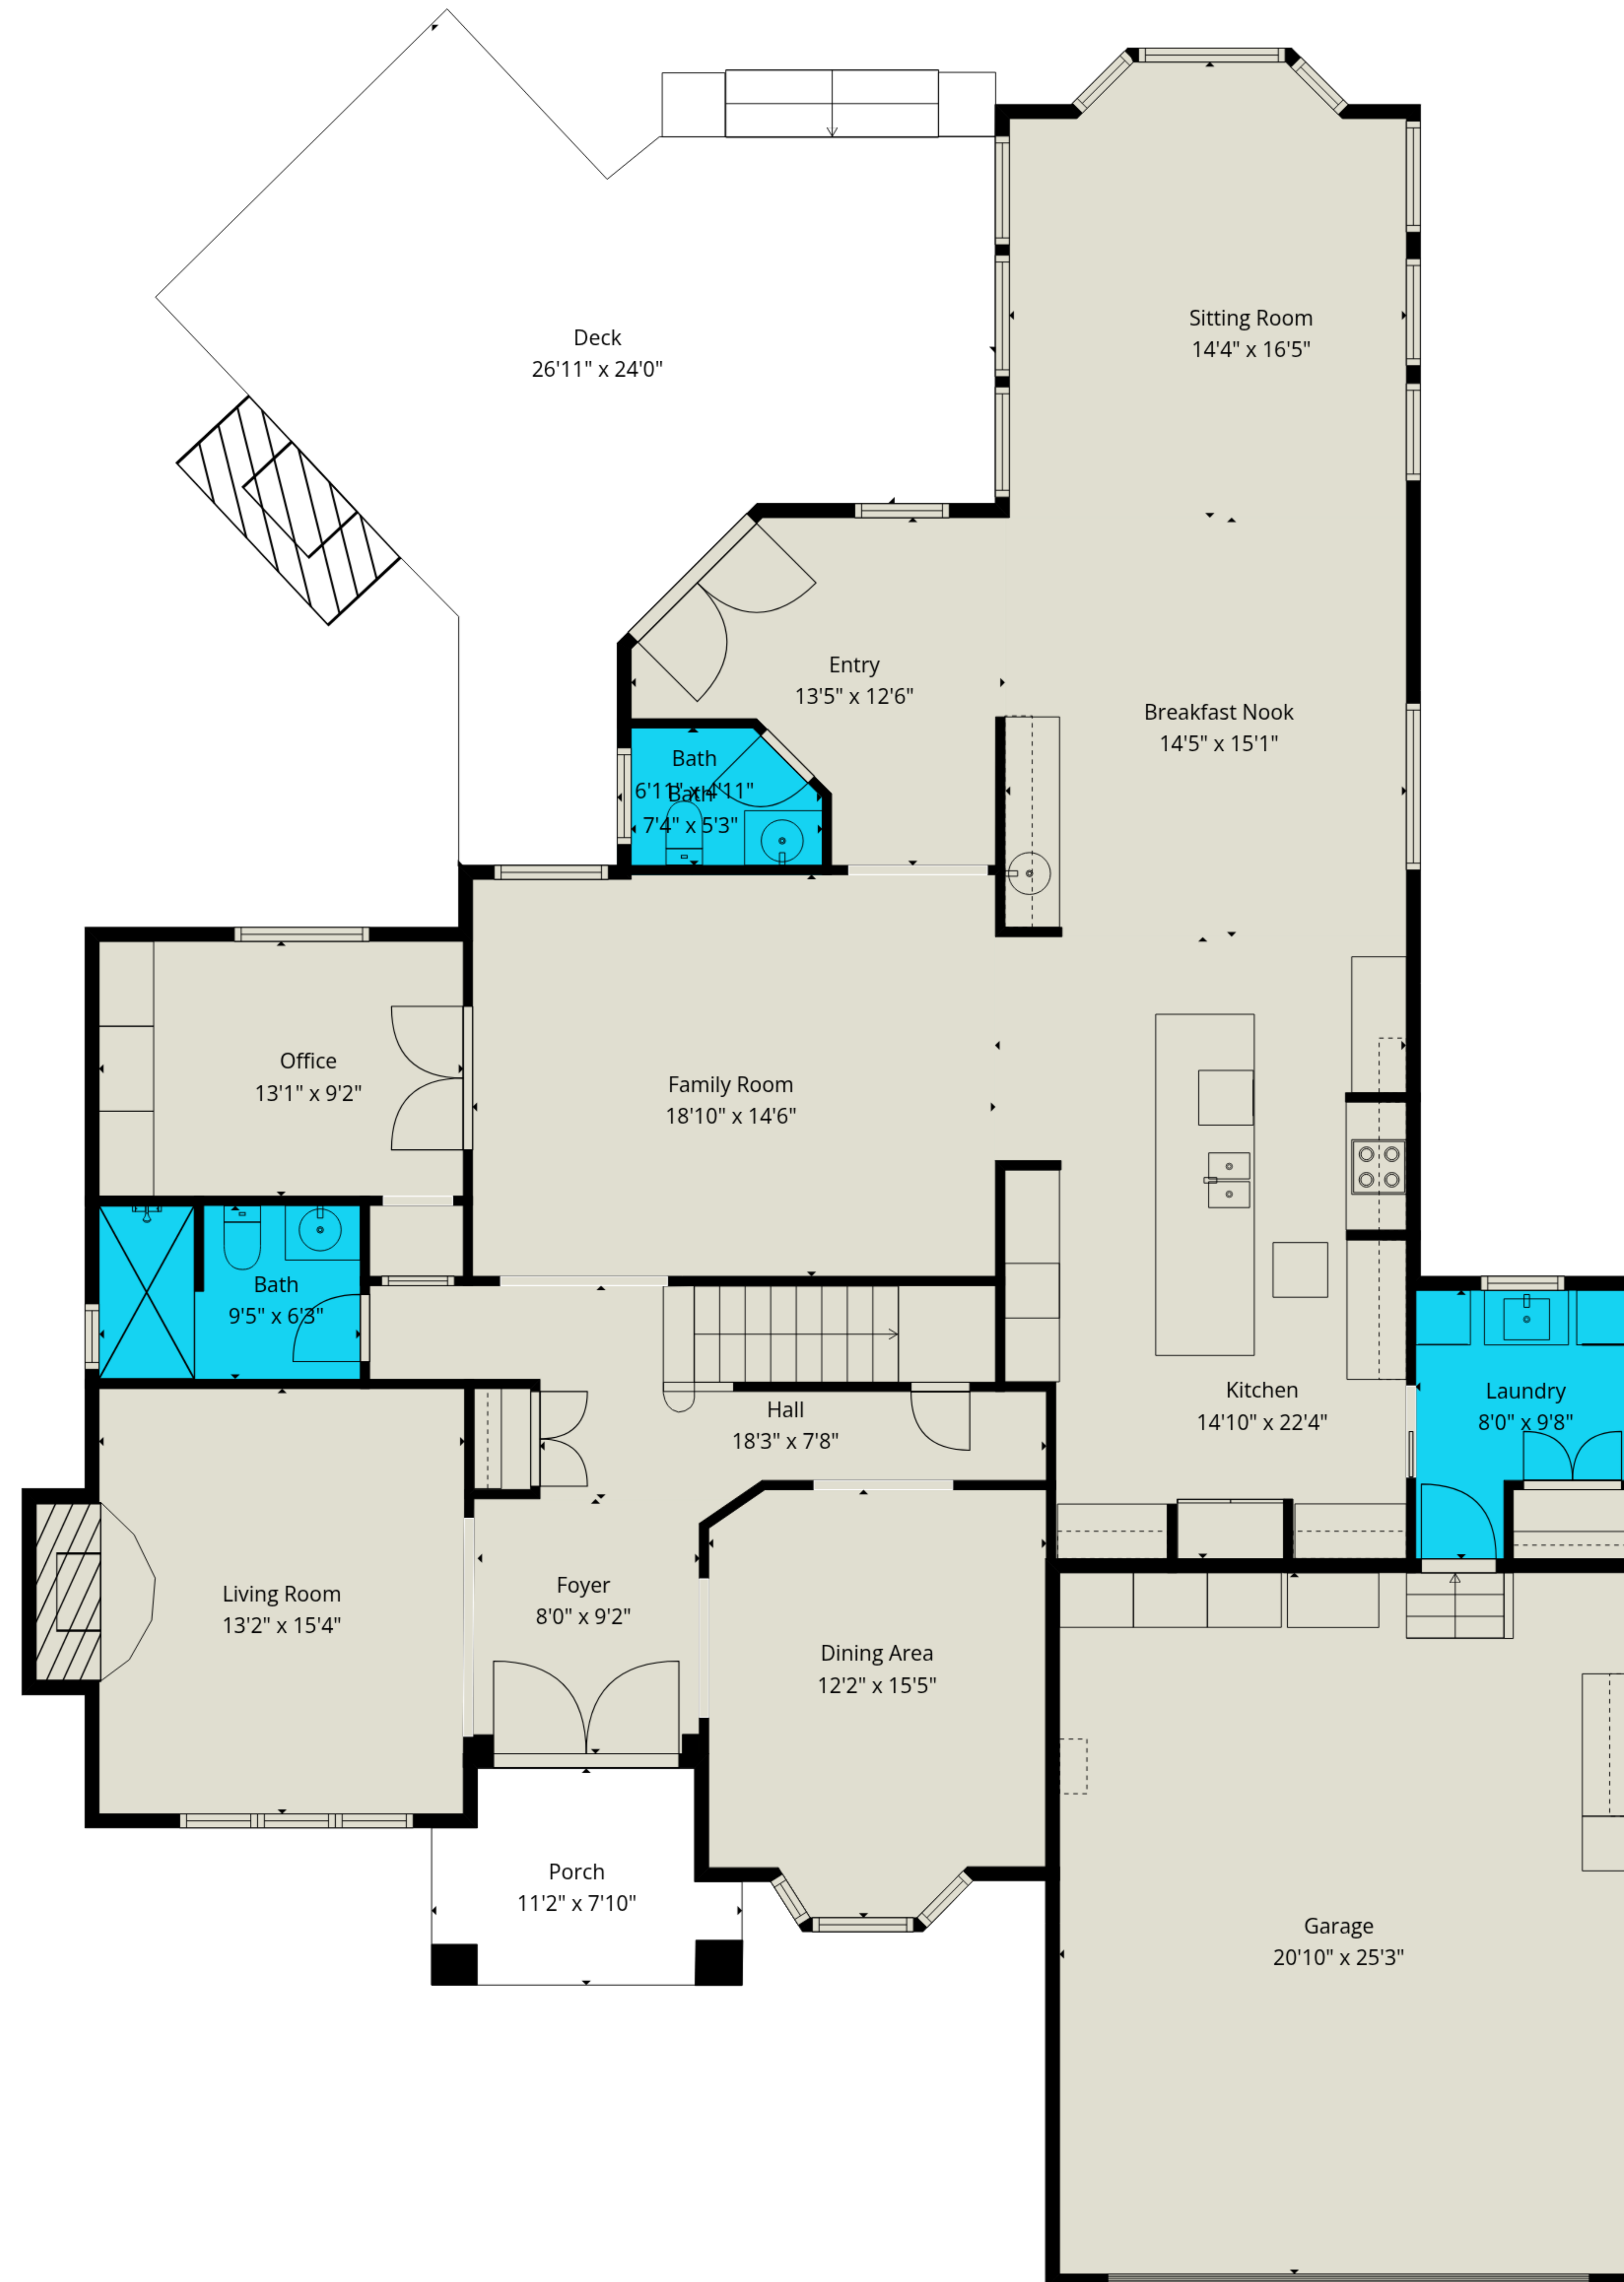 Sitting Room
14'4" x 16'5"
Deck
26'11" x 24'0"
Entry
13'5" x 12'6"
Breakfast Nook
14'5" x 15'1"
Bath
6'11" x 4'11"
Bath
7'4" x 5'3"
Office
13'1" x 9'2"
Family Room
18'10" x 14'6"
Bath
9'5" x 6'3"
Kitchen
14'10" x 22'4"
Laundry
8'0" x 9'8"
Hall
18'3" x 7'8"
Living Room
13'2" x 15'4"
Foyer
8'0" x 9'2"
Dining Area
12'2" x 15'5"
Porch
11'2" x 7'10"
Garage
20'10" x 25'3"